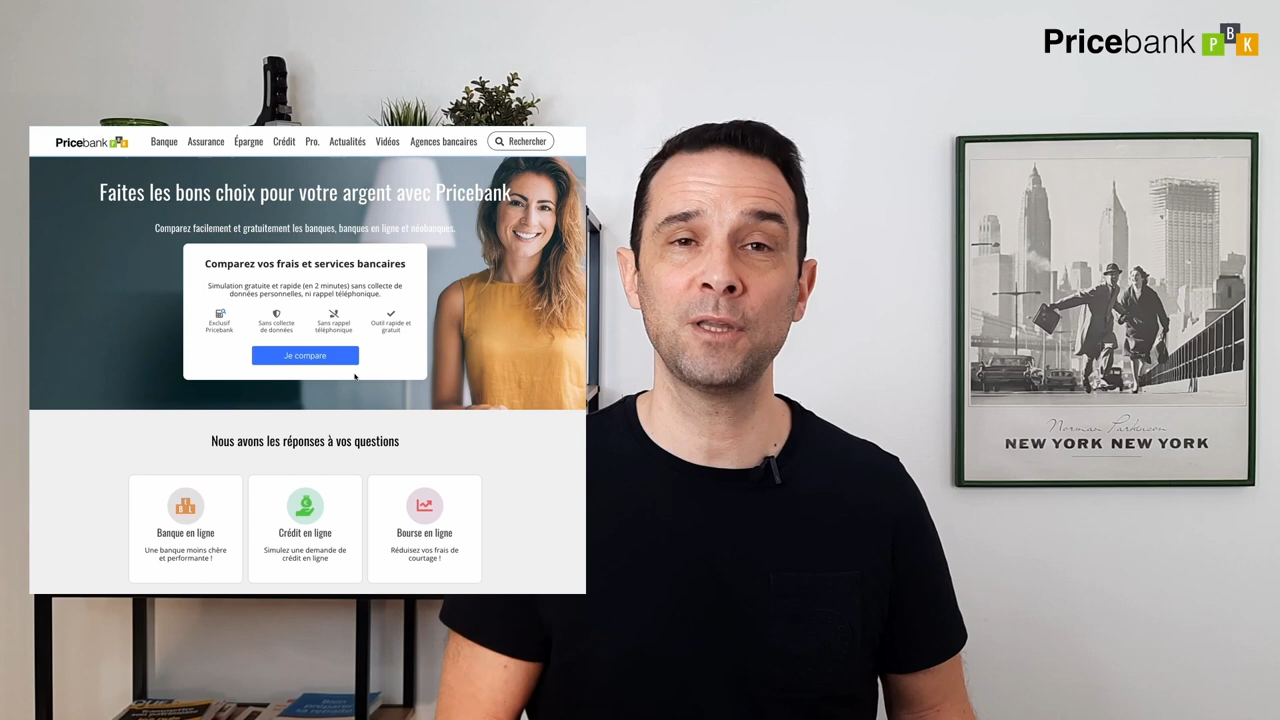 Pricebank PBK
Pricebank PBK
Banque Assurance Épargne Crédit Pro. Actualités Vidéos Agences bancaires Rechercher
Faites les bons choix pour votre argent avec Pricebank
Comparez facilement et gratuitement les banques, banques en ligne et néobanques.
Comparez vos frais et services bancaires
Simulation gratuite et rapide (en 2 minutes) sans collecte de
données personnelles, ni rappel téléphonique.
Exclusif
Pricebank
Sans collecte
de données
Sans rappel
téléphonique
Outil rapide et
gratuit
Je compare
Nous avons les réponses à vos questions
Banque en ligne
Une banque moins chère
et performante !
Crédit en ligne
Simulez une demande de
crédit en ligne
Bourse en ligne
Réduisez vos frais de
courtage !
Norman Parkinson
NEW YORK NEW YORK